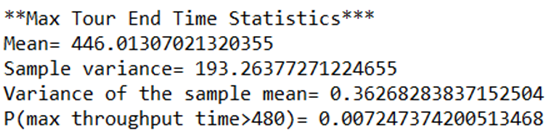 **Max Tour End Time Statistics***
Mean= 446.01307021320355
Sample variance= 193.26377271224655
Variance of the sample mean= 0.36268283837152504
P(max throughput time>480)= 0.007247374200513468